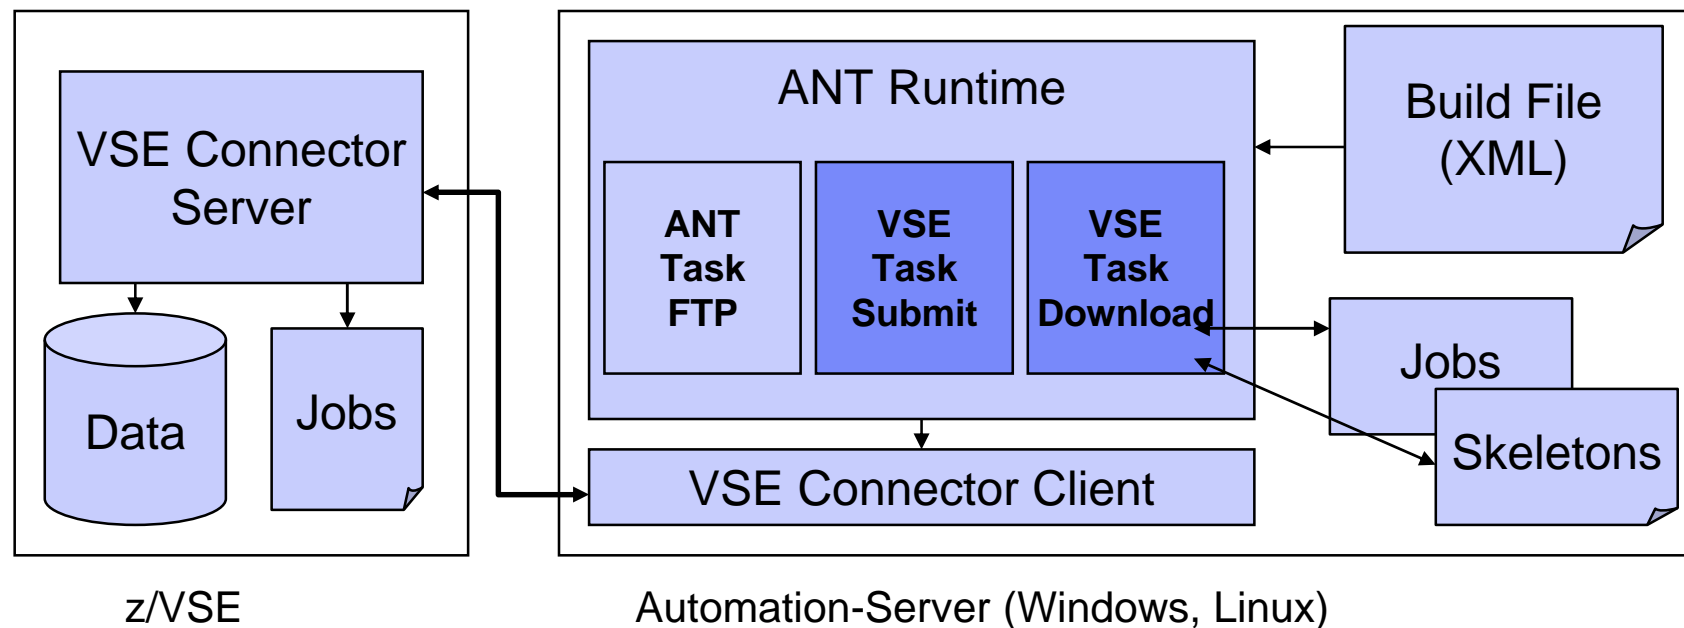 VSE Connector
Server
Data
Jobs
z/VSE
ANT Runtime
ANT
Task
FTP
VSE
Task
Submit
VSE
Task
Download
VSE Connector Client
Build File
(XML)
Jobs
Skeletons
Automation-Server (Windows, Linux)